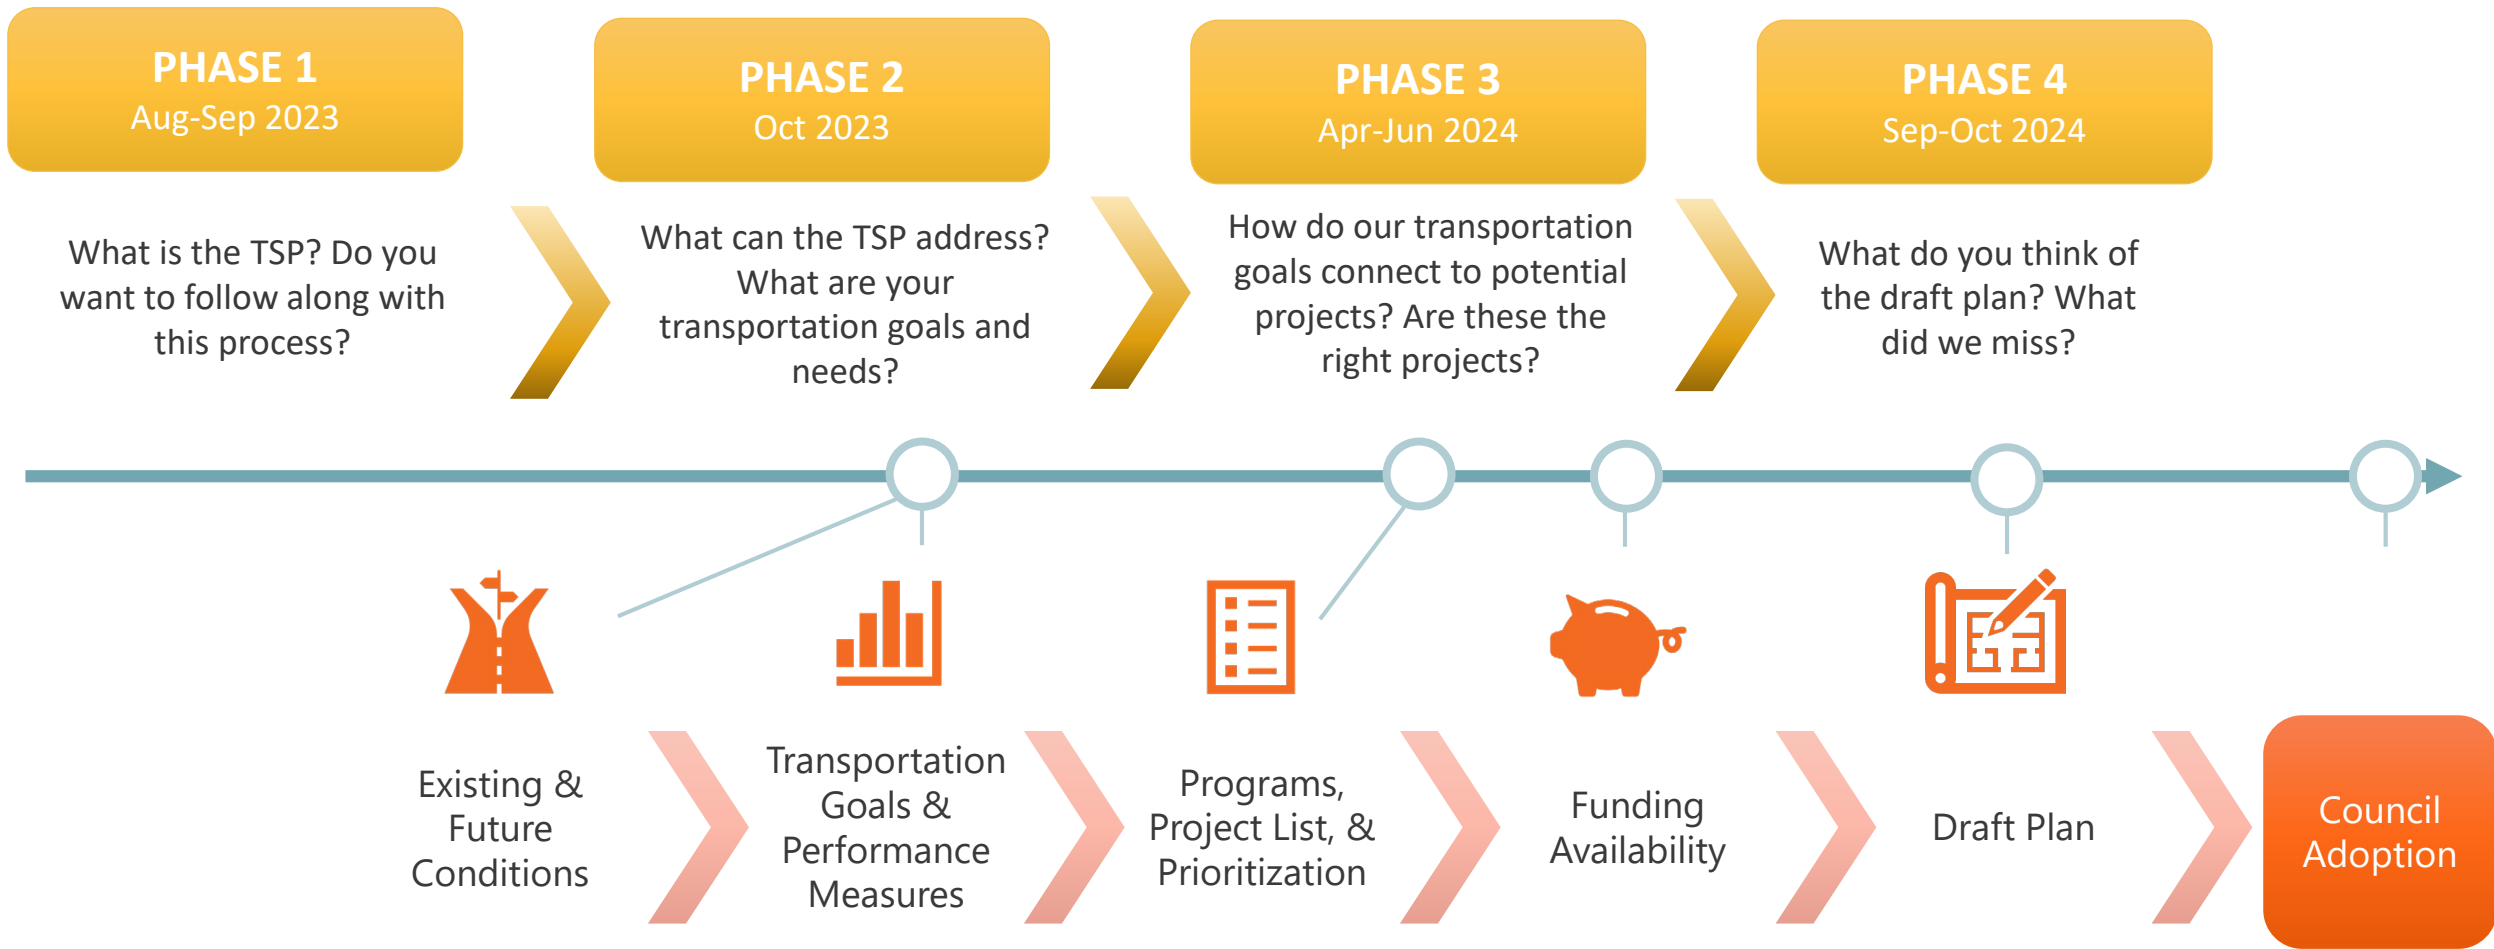 PHASE 1
Aug-Sep 2023
PHASE 2
Oct 2023
PHASE 3
Apr-Jun 2024
PHASE 4
Sep-Oct 2024
What is the TSP? Do you
want to follow along with
this process?
What can the TSP address?
What are your
transportation goals and
needs?
How do our transportation
goals connect to potential
projects? Are these the
right projects?
What do you think of
the draft plan? What
did we miss?
Existing &
Future
Conditions
Transportation
Goals &
Performance
Measures
Programs,
Project List, &
Prioritization
Funding
Availability
Draft Plan
Council
Adoption